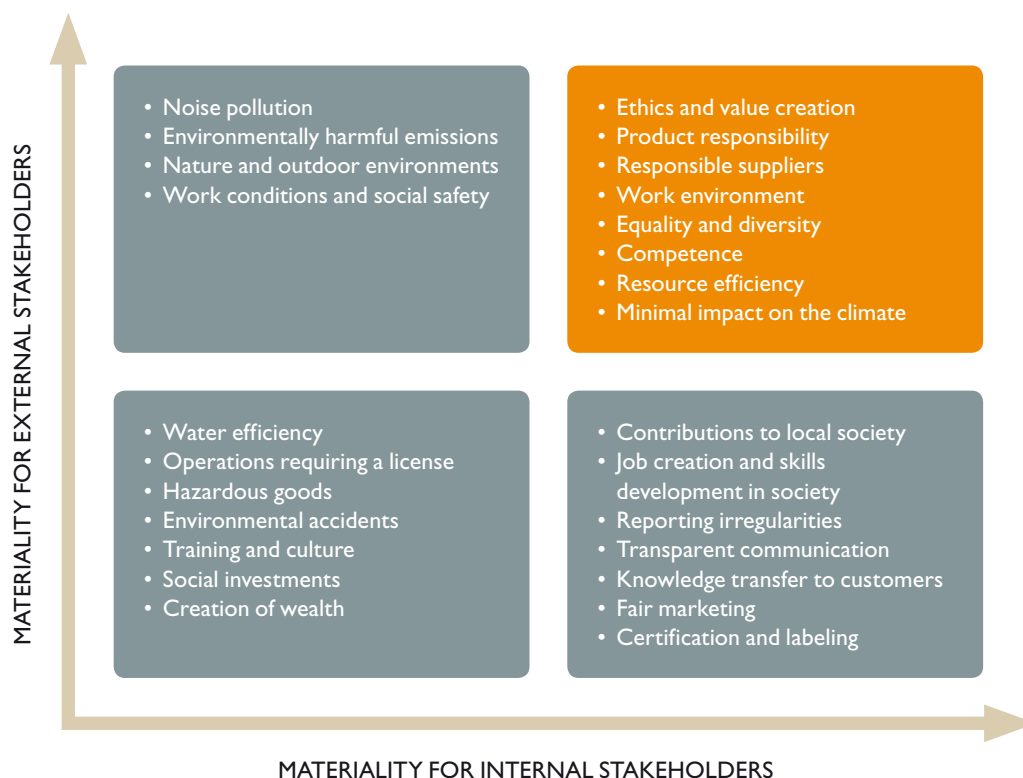 MATERIALITY FOR EXTERNAL STAKEHOLDERS
• Noise pollution
• Environmentally harmful emissions
• Nature and outdoor environments
• Work conditions and social safety
• Ethics and value creation
• Product responsibility
• Responsible suppliers
• Work environment
• Equality and diversity
• Competence
• Resource efficiency
• Minimal impact on the climate
• Water efficiency
• Operations requiring a license
• Hazardous goods
• Environmental accidents
• Training and culture
• Social investments
• Creation of wealth
• Contributions to local society
• Job creation and skills
development in society
• Reporting irregularities
• Transparent communication
• Knowledge transfer to customers
• Fair marketing
• Certification and labeling
MATERIALITY FOR INTERNAL STAKEHOLDERS